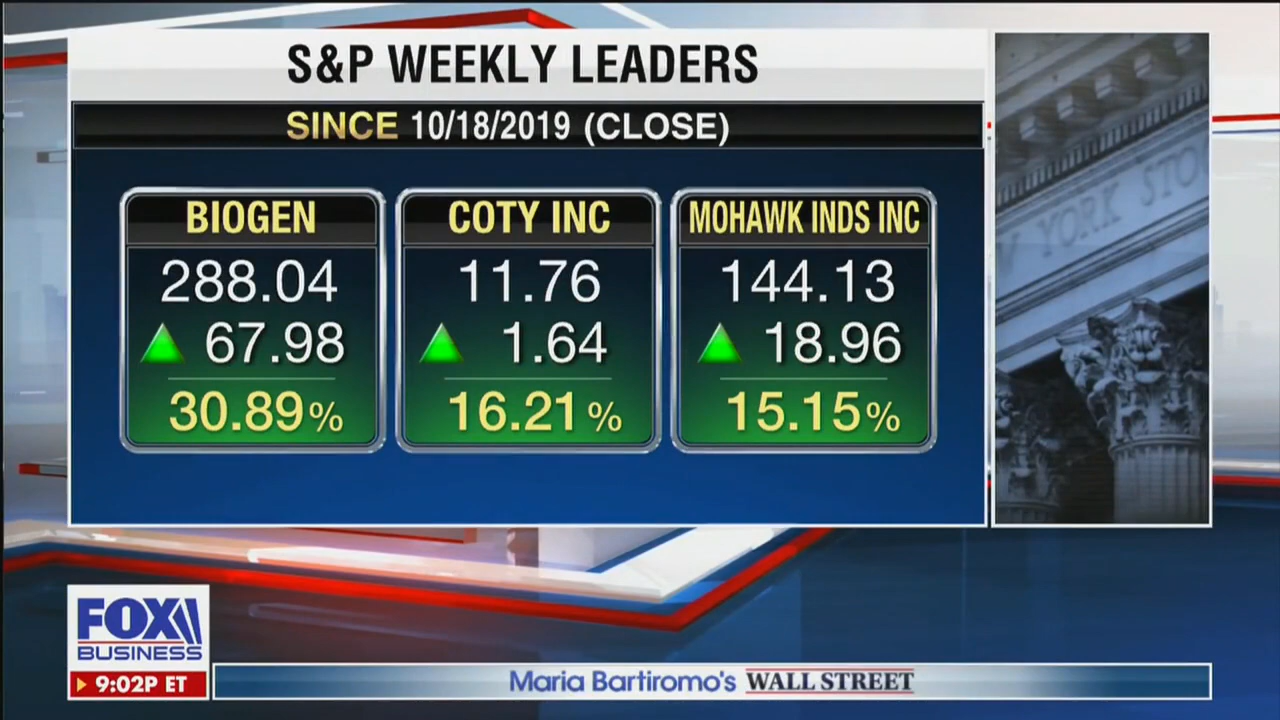 S&P WEEKLY LEADERS
SINCE 10/18/2019 (CLOSE)
BIOGEN
288.04
67.98
30.89%
COTY INC
11.76
1.64
16.21%
MOHAWK INDS INC
144.13
18.96
15.15%
YORK STO
FOX
BUSINESS
9:02P ET
Maria Bartiromo's WALL STREET